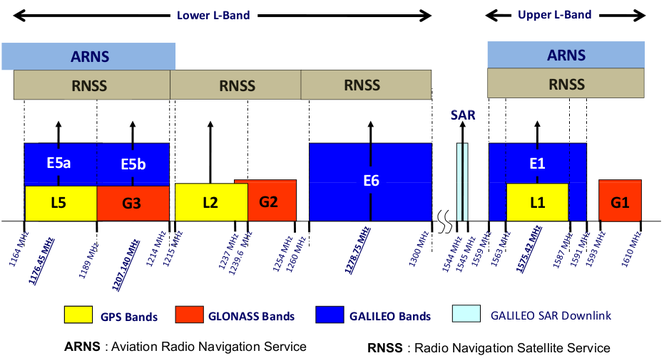 Lower L-Band Upper L-Band
ARNS ARNS
RNSS RNSS RNSS RNSS
SAR
E5a E5b E6 E1
L5 G3 L2 G2 L1 G1
1164 MHz 1176.45 MHz 1189 MHz 1207.140 MHz 1214 MHz 1215 MHz 1237 MHz 1239.6 MHz 1254 MHz 1260 MHz 1278.75 MHz 1300 MHz 1544 MHz 1545 MHz 1559 MHz 1563 MHz 1575.42 MHz 1587 MHz 1591 MHz 1593 MHz 1610 MHz
GPS Bands GLONASS Bands GALILEO Bands GALILEO SAR Downlink
ARNS : Aviation Radio Navigation Service RNSS : Radio Navigation Satellite Service